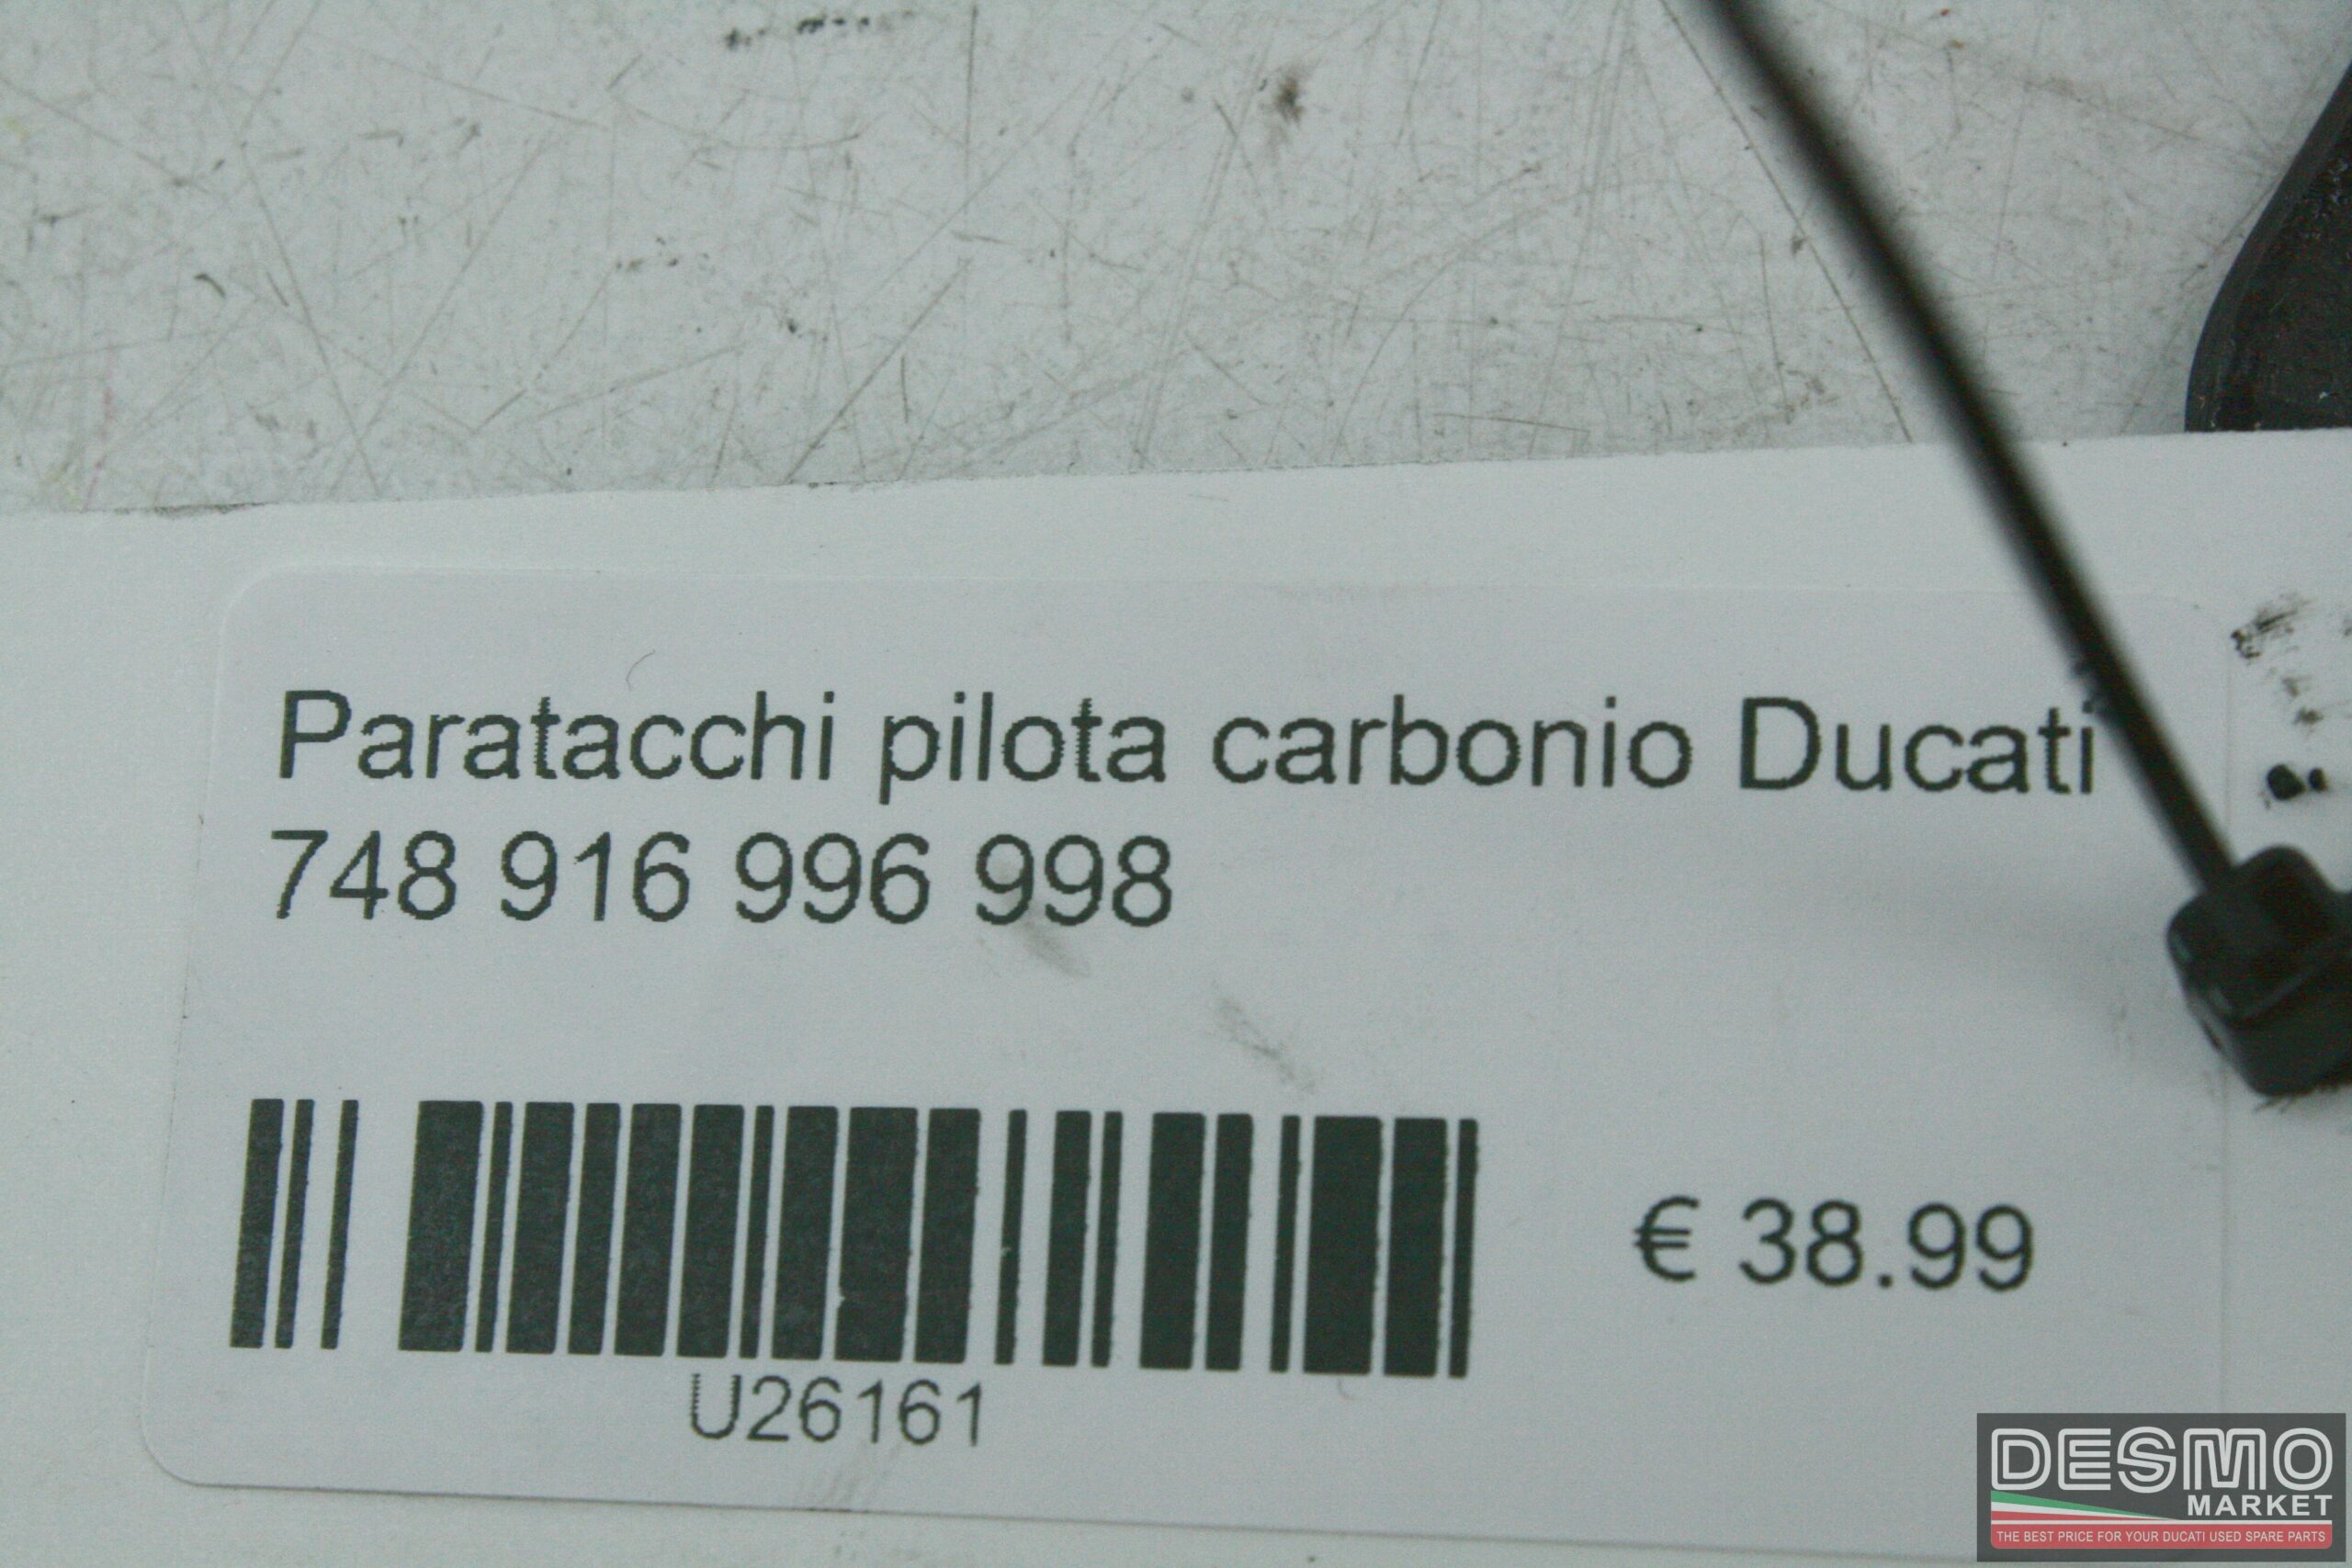 Paratacchi pilota carbonio Ducati
748 916 996 998
€ 38.99
U26161
DESMO
MARKET
THE BEST PRICE FOR YOUR DUCATI USED SPARE PARTS